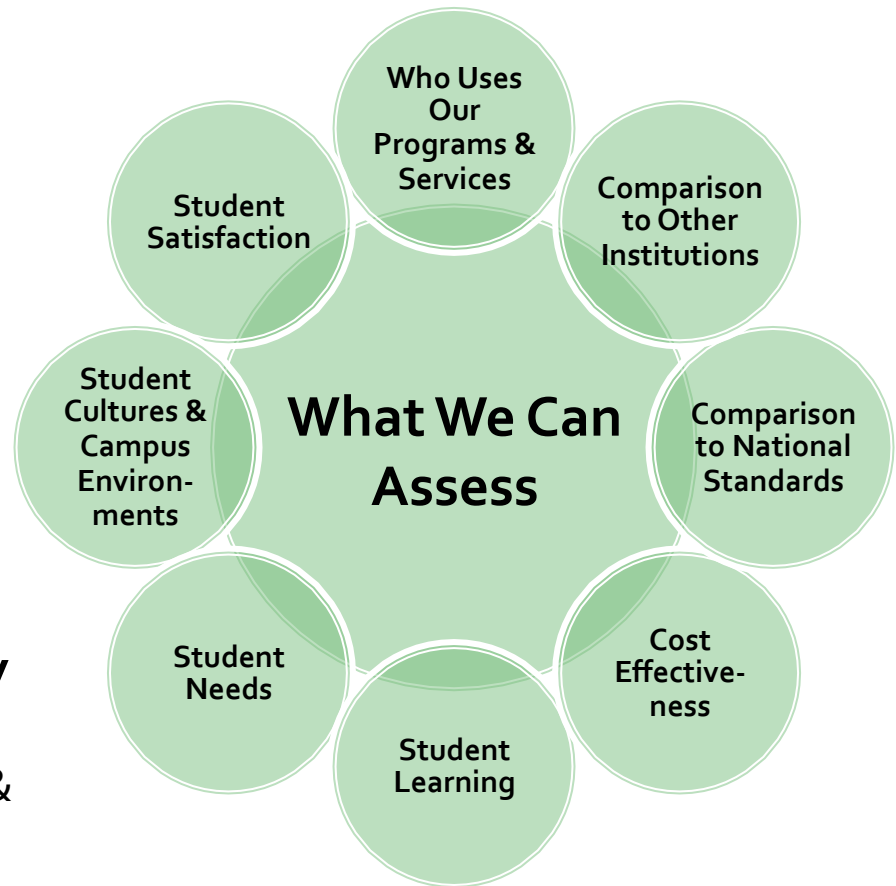 Who Uses
Our
Programs &
Services
Comparison
to Other
Institutions
Comparison
to National
Standards
Cost
Effective-
ness
Student
Learning
Student
Needs
Student
Cultures &
Campus
Environ-
ments
Student
Satisfaction
What We Can
Assess
&